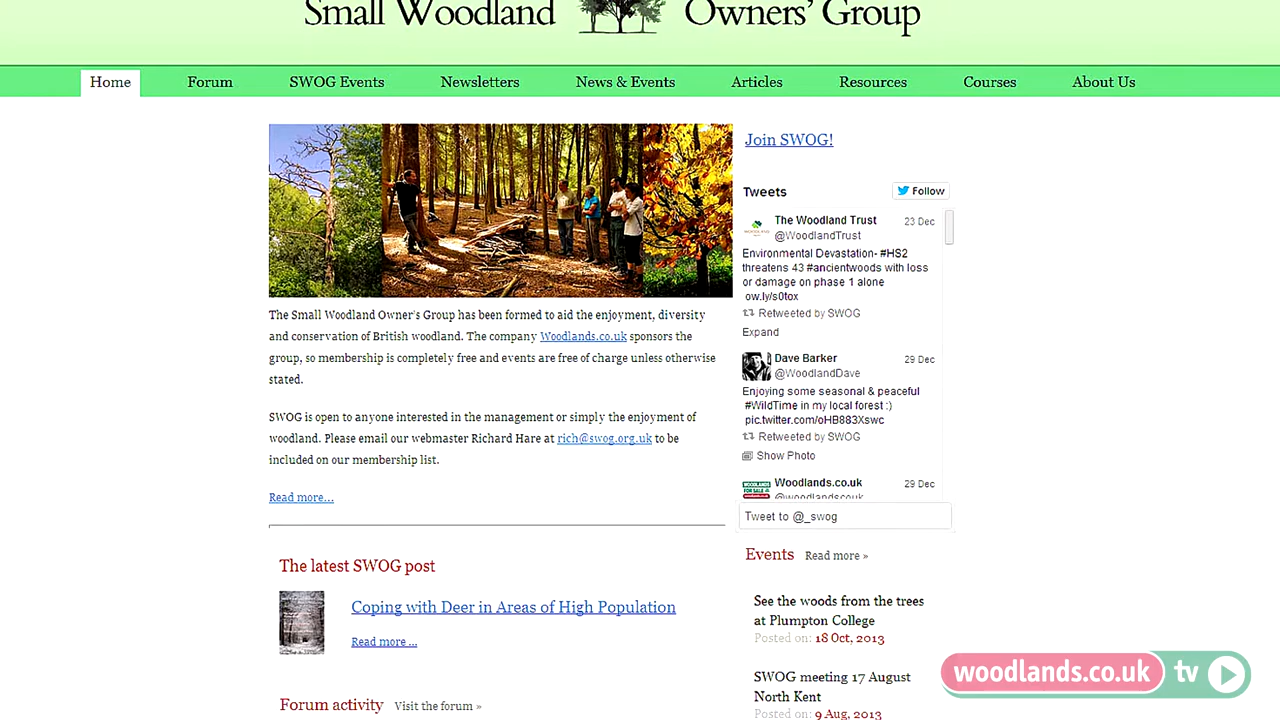 Small Woodland Owners' Group
Home Forum SWOG Events Newsletters News & Events Articles Resources Courses About Us
The Small Woodland Owner's Group has been formed to aid the enjoyment, diversity
and conservation of British woodland. The company Woodlands.co.uk sponsors the
group, so membership is completely free and events are free of charge unless otherwise
stated.
SWOG is open to anyone interested in the management or simply the enjoyment of
woodland. Please email our webmaster Richard Hare at rich@swog.org.uk to be
included on our membership list.
Read more...
The latest SWOG post
Coping with Deer in Areas of High Population
Read more ...
Forum activity Visit the forum »
Join SWOG!
Tweets Follow
The Woodland Trust 23 Dec
@WoodlandTrust
Environmental Devastation- #HS2
threatens 43 #ancientwoods with loss
or damage on phase 1 alone
ow.ly/s0tox
Retweeted by SWOG
Expand
Dave Barker 29 Dec
@WoodlandDave
Enjoying some seasonal & peaceful
#WildTime in my local forest :)
pic.twitter.com/oHB883Xswc
Retweeted by SWOG
Show Photo
WOODLANDS
FOR SALE
Woodlands.co.uk 29 Dec
@woodlandscouk
Tweet to @_swog
Events Read more »
See the woods from the trees
at Plumpton College
Posted on: 18 Oct, 2013
SWOG meeting 17 August
North Kent
Posted on: 9 Aug, 2013
woodlands.co.uk tv